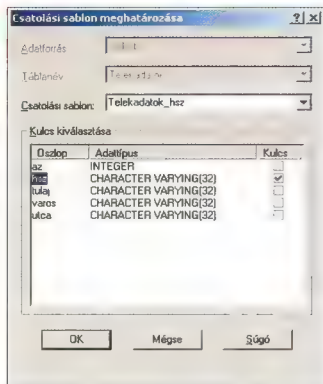 Csatolási sablon meghatározása
Adatforrás
Táblanév
Csatolási sablon: Telekadatok_hsz
Kulcs kiválasztása
Oszlop Adattípus Kulcs
az INTEGER
hsz CHARACTER VARYING(32)
tulaj CHARACTER VARYING(32)
varos CHARACTER VARYING(32)
utca CHARACTER VARYING(32)
OK Mégse Súgó